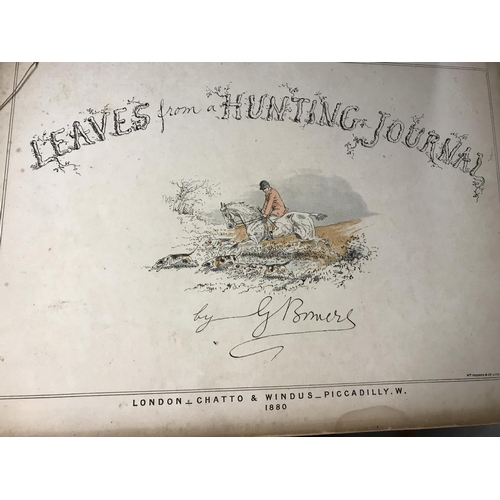 LEAVES from a HUNTING JOURNAL
by G Bowers
LONDON - CHATTO & WINDUS - PICCADILLY. W.
1880